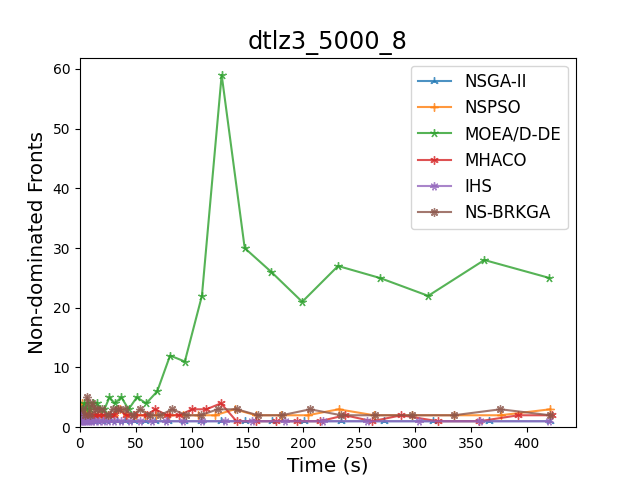 dtlz3_5000_8
Non-dominated Fronts
60
50
40
30
20
10
0
0 50 100 150 200 250 300 350 400
Time (s)
NSGA-II
NSPSO
MOEA/D-DE
MHACO
IHS
NS-BRKGA